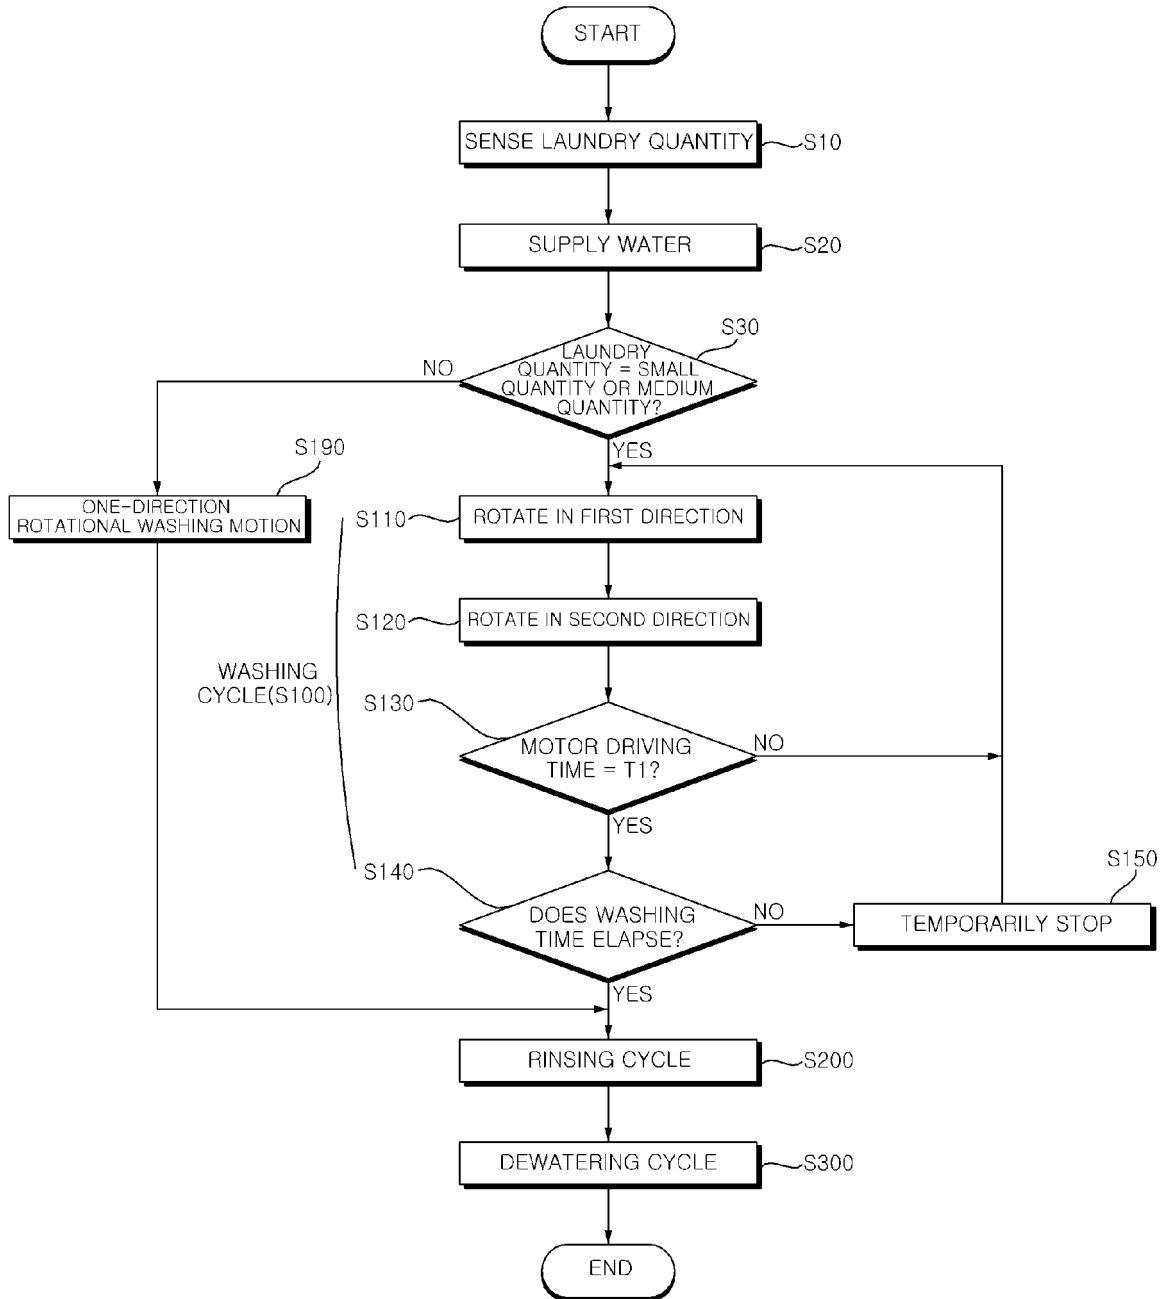 START
SENSE LAUNDRY QUANTITY
S10
SUPPLY WATER
S20
S30
LAUNDRY
QUANTITY = SMALL
QUANTITY OR MEDIUM
QUANTITY?
NO
YES
S190
ONE-DIRECTION
ROTATIONAL WASHING MOTION
S110
ROTATE IN FIRST DIRECTION
S120
ROTATE IN SECOND DIRECTION
WASHING
CYCLE(S100)
S130
MOTOR DRIVING
TIME = T1?
NO
YES
S140
DOES WASHING
TIME ELAPSE?
NO
S150
TEMPORARILY STOP
YES
RINSING CYCLE
S200
DEWATERING CYCLE
S300
END